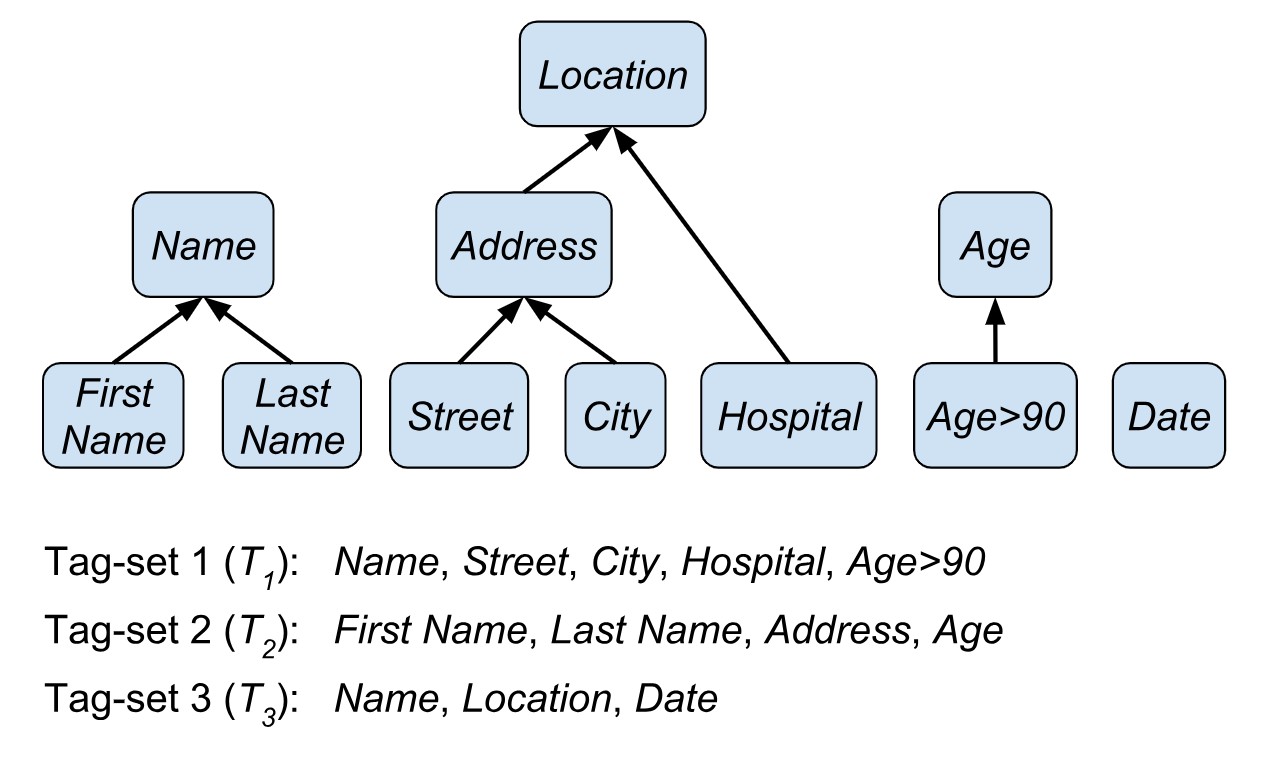 Location
Name
Address
Age
First
Name
Last
Name
Street
City
Hospital
Age>90
Date
Tag-set 1 (T1): Name, Street, City, Hospital, Age>90
Tag-set 2 (T2): First Name, Last Name, Address, Age
Tag-set 3 (T3): Name, Location, Date